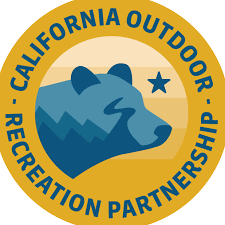 - CALIFORNIA OUTDOOR -
RECREATION PARTNERSHIP